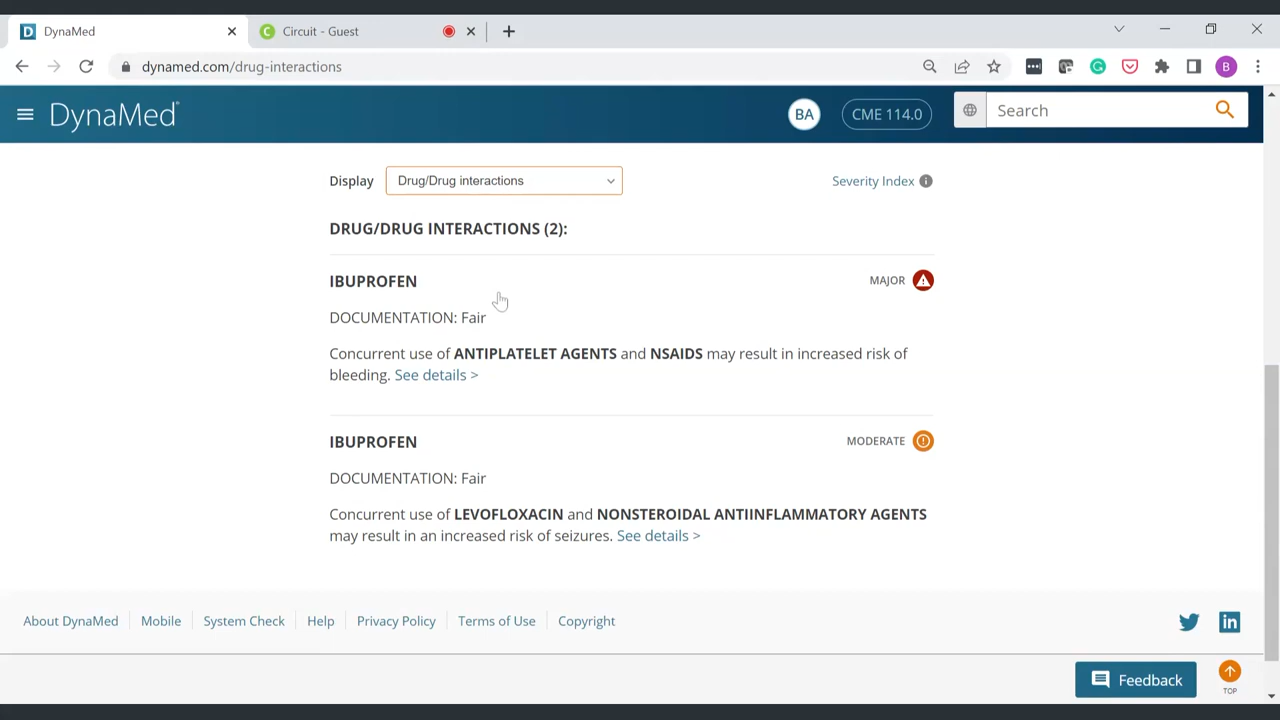 DynaMed
Circuit - Guest
dynamed.com/drug-interactions
B
DynaMed
BA
CME 114.0
Search
Display
Drug/Drug interactions
Severity Index
DRUG/DRUG INTERACTIONS (2):
IBUPROFEN
MAJOR
DOCUMENTATION: Fair
Concurrent use of ANTIPLATELET AGENTS and NSAIDS may result in increased risk of
bleeding. See details >
IBUPROFEN
MODERATE
DOCUMENTATION: Fair
Concurrent use of LEVOFLOXACIN and NONSTEROIDAL ANTIINFLAMMATORY AGENTS
may result in an increased risk of seizures. See details >
About DynaMed
Mobile
System Check
Help
Privacy Policy
Terms of Use
Copyright
in
Feedback
TOP